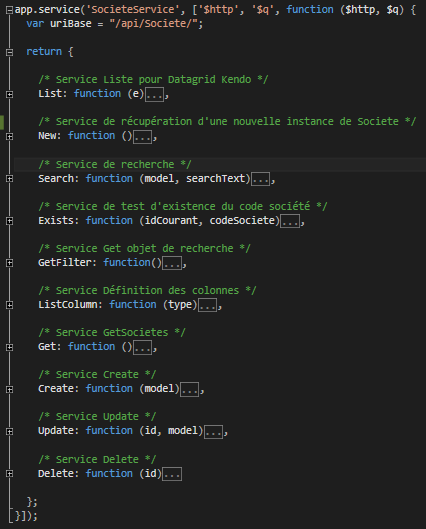 app.service('SocieteService', ['$http', '$q', function ($http, $q) {
var uriBase = "/api/Societe/";
return {
/* Service Liste pour Datagrid Kendo */
List: function (e)...,
/* Service de récupération d'une nouvelle instance de Societe */
New: function ()...,
/* Service de recherche */
Search: function (model, searchText)...,
/* Service de test d'existence du code société */
Exists: function (idCourant, codeSociete)...,
/* Service Get objet de recherche */
GetFilter: function()...,
/* Service Définition des colonnes */
ListColumn: function (type)...,
/* Service GetSocietes */
Get: function ()...,
/* Service Create */
Create: function (model)...,
/* Service Update */
Update: function (id, model)...,
/* Service Delete */
Delete: function (id)...
};
}]);